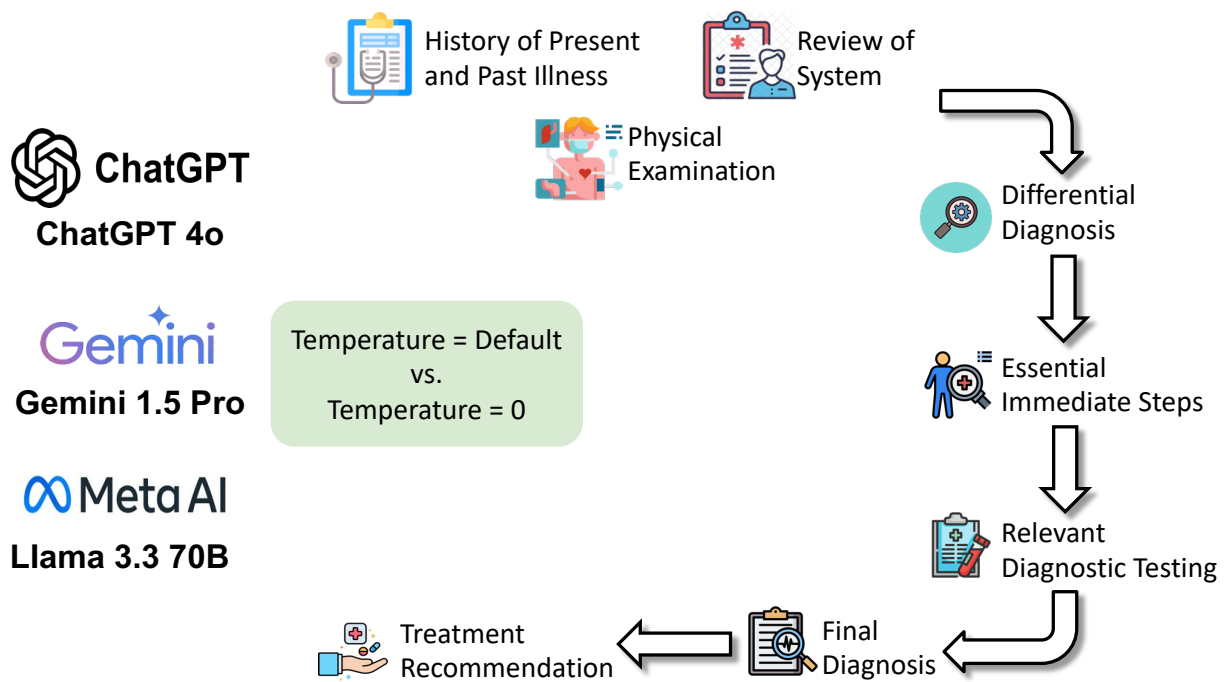 History of Present
and Past Illness
Review of
System
Physical
Examination
ChatGPT
ChatGPT 4o
Gemini
Gemini 1.5 Pro
Meta AI
Llama 3.3 70B
Temperature = Default
vs.
Temperature = 0
Differential
Diagnosis
Essential
Immediate Steps
Relevant
Diagnostic Testing
Final
Diagnosis
Treatment
Recommendation